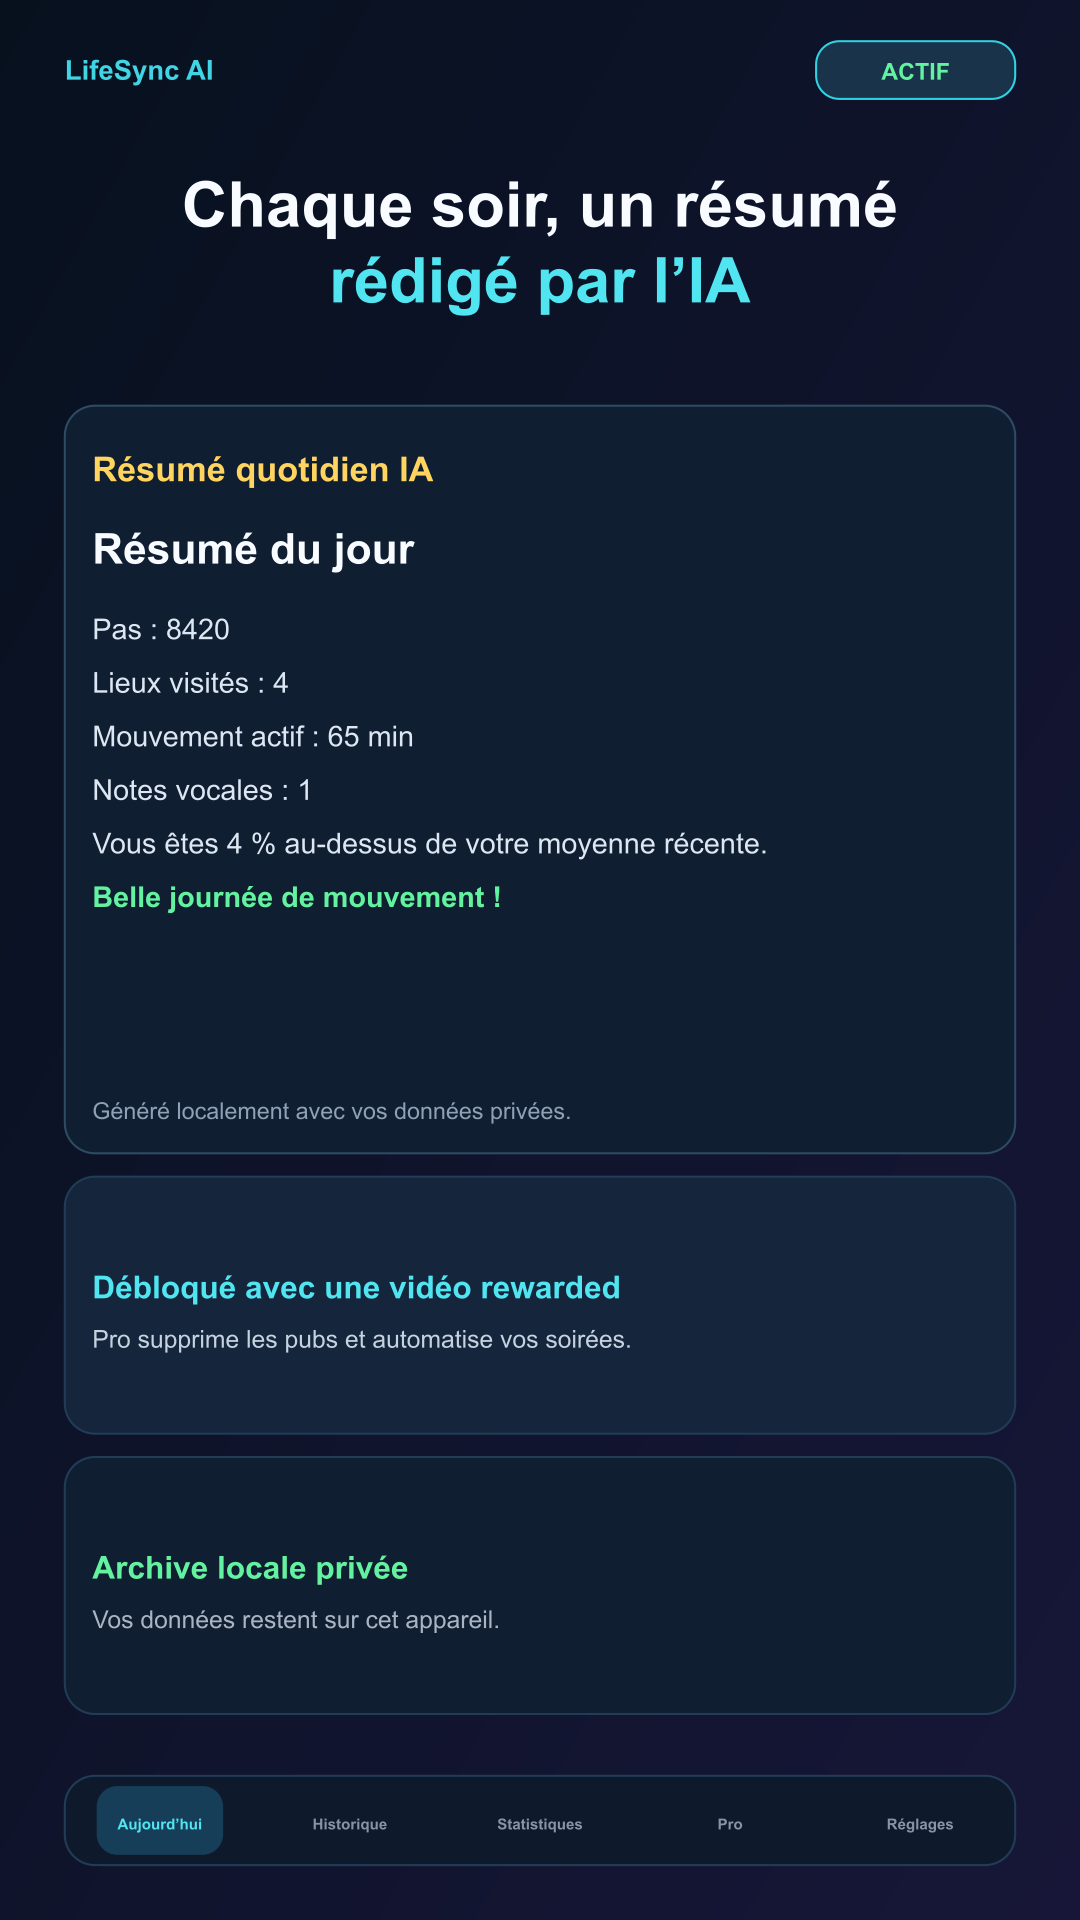 LifeSync AI
ACTIF
Chaque soir, un résumé
rédigé par l’IA
Résumé quotidien IA
Résumé du jour
Pas : 8420
Lieux visités : 4
Mouvement actif : 65 min
Notes vocales : 1
Vous êtes 4 % au-dessus de votre moyenne récente.
Belle journée de mouvement !
Généré localement avec vos données privées.
Débloqué avec une vidéo rewarded
Pro supprime les pubs et automatise vos soirées.
Archive locale privée
Vos données restent sur cet appareil.
Aujourd’hui
Historique
Statistiques
Pro
Réglages